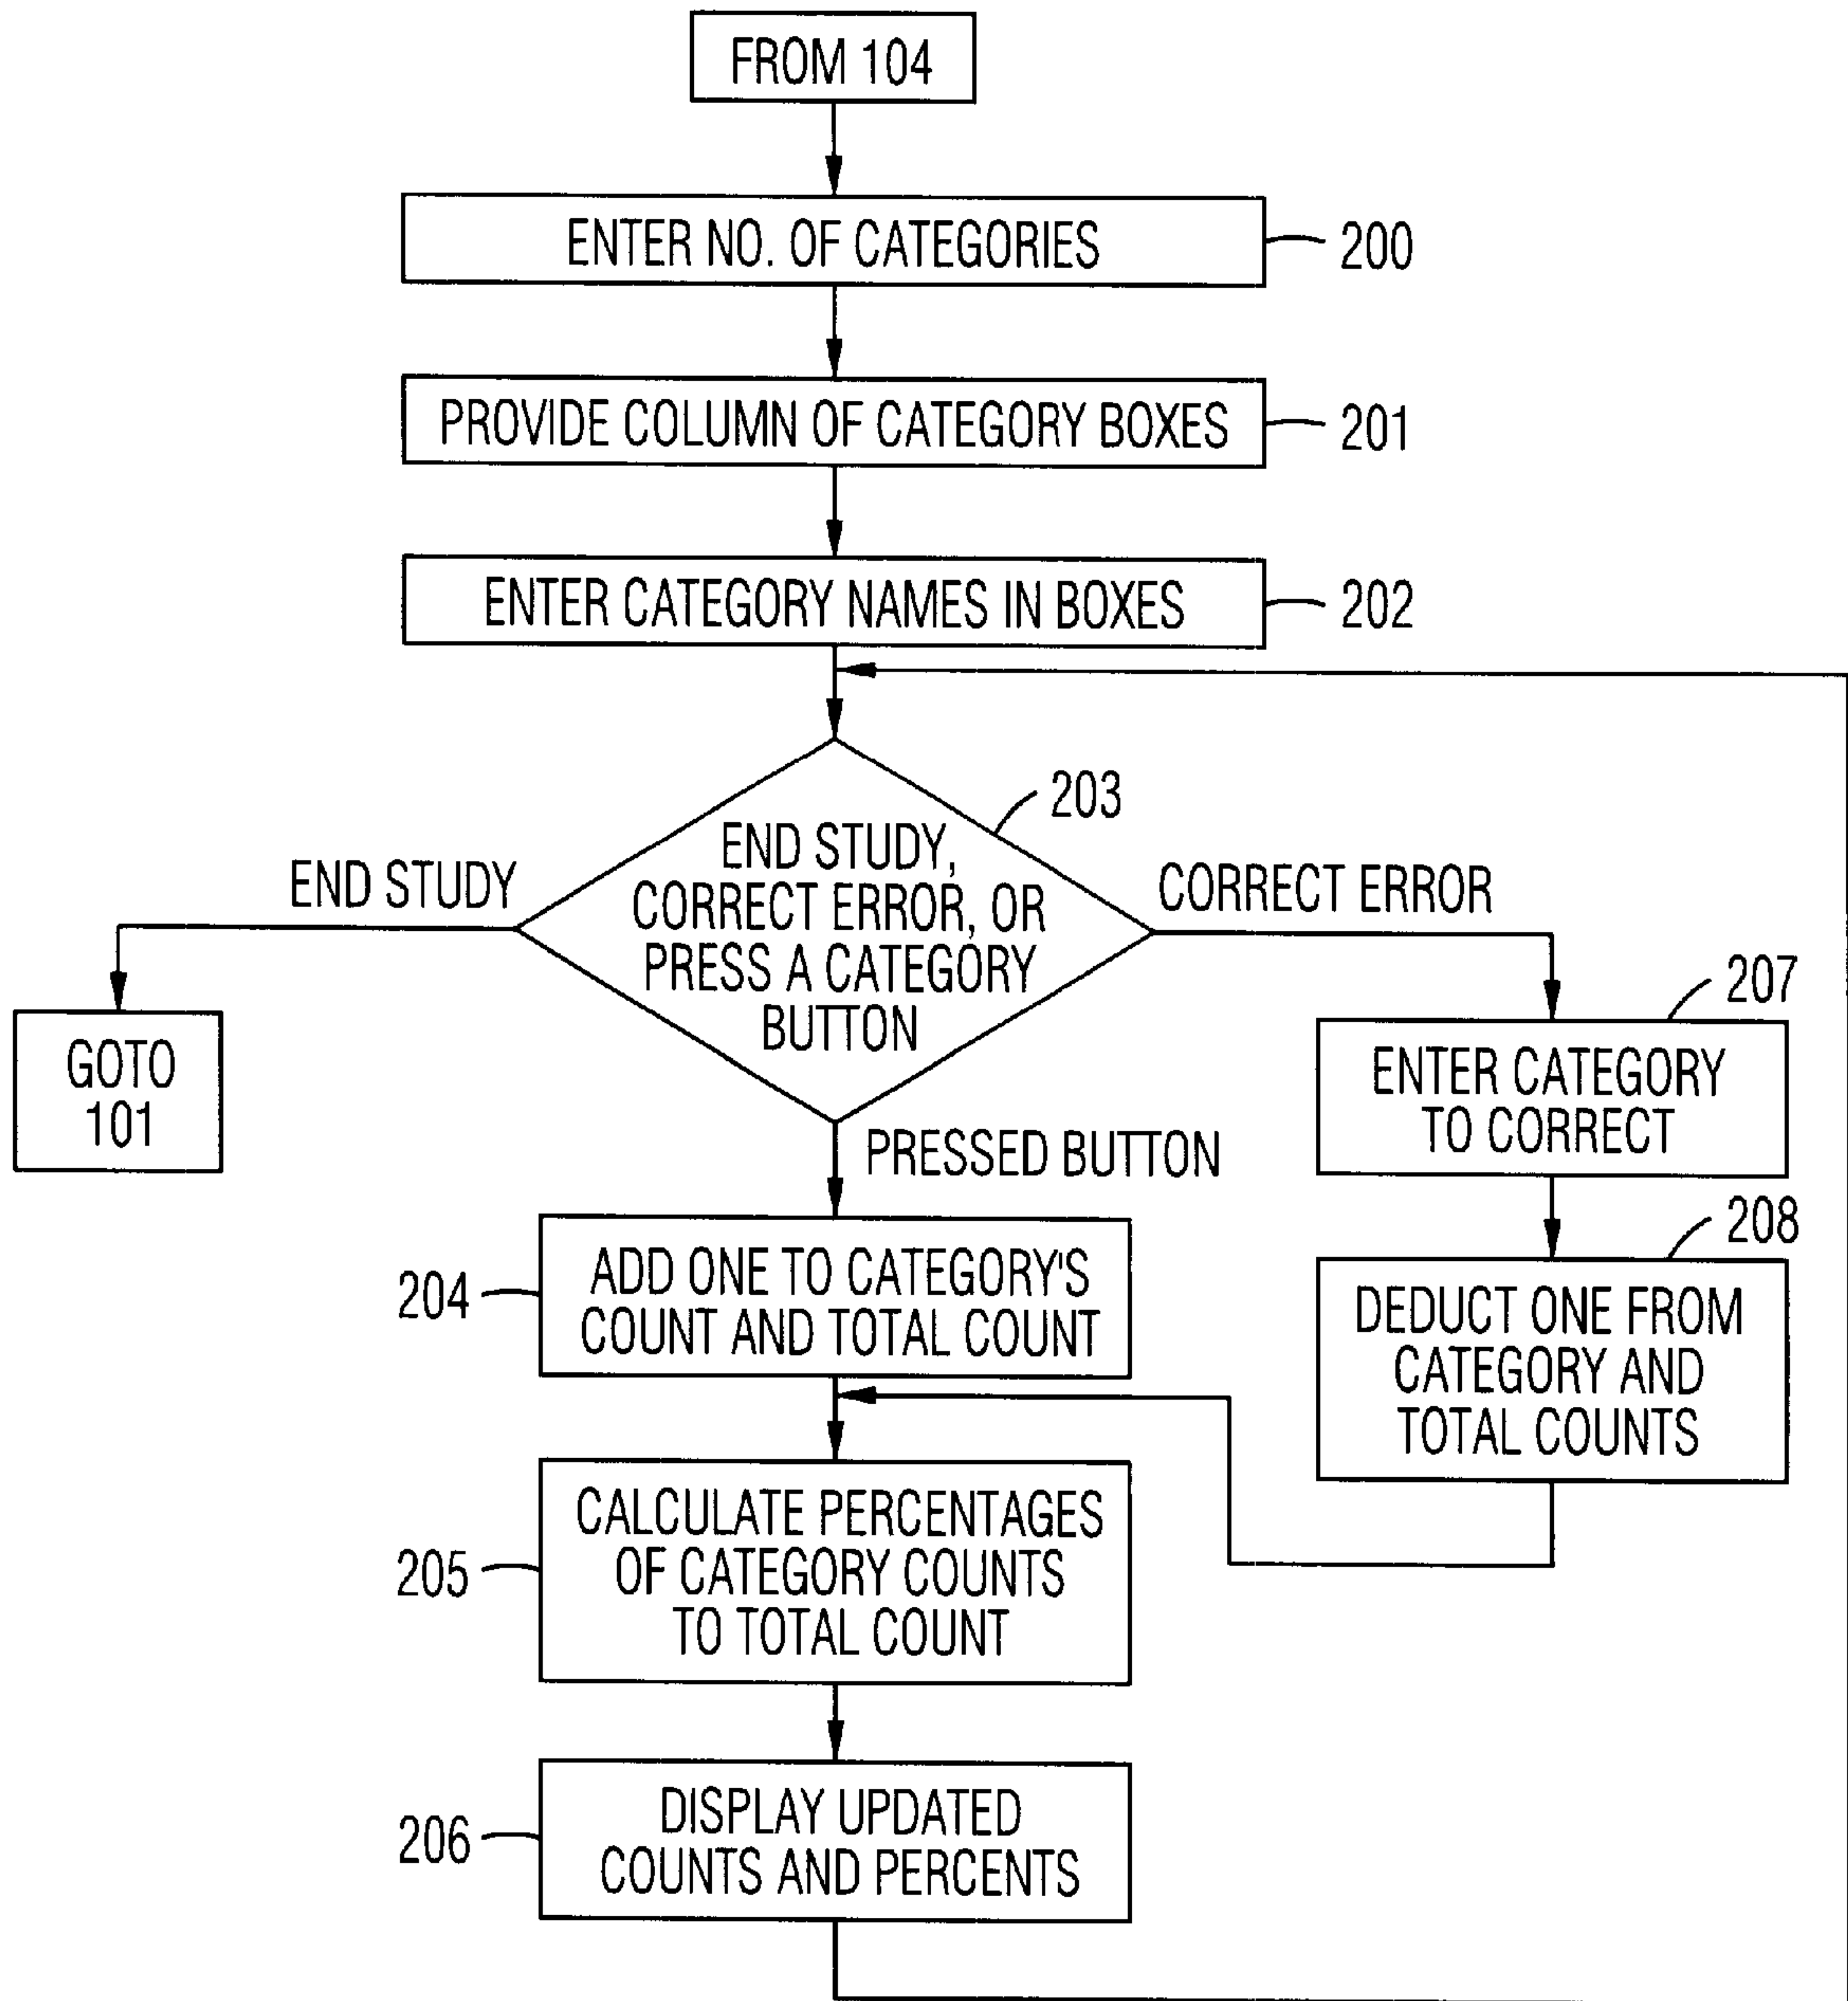 FROM 104
ENTER NO. OF CATEGORIES
200
PROVIDE COLUMN OF CATEGORY BOXES
201
ENTER CATEGORY NAMES IN BOXES
202
203
END STUDY,
CORRECT ERROR, OR
PRESS A CATEGORY
BUTTON
END STUDY
CORRECT ERROR
GOTO
101
207
ENTER CATEGORY
TO CORRECT
PRESSED BUTTON
208
DEDUCT ONE FROM
CATEGORY AND
TOTAL COUNTS
204
ADD ONE TO CATEGORY'S
COUNT AND TOTAL COUNT
205
CALCULATE PERCENTAGES
OF CATEGORY COUNTS
TO TOTAL COUNT
206
DISPLAY UPDATED
COUNTS AND PERCENTS